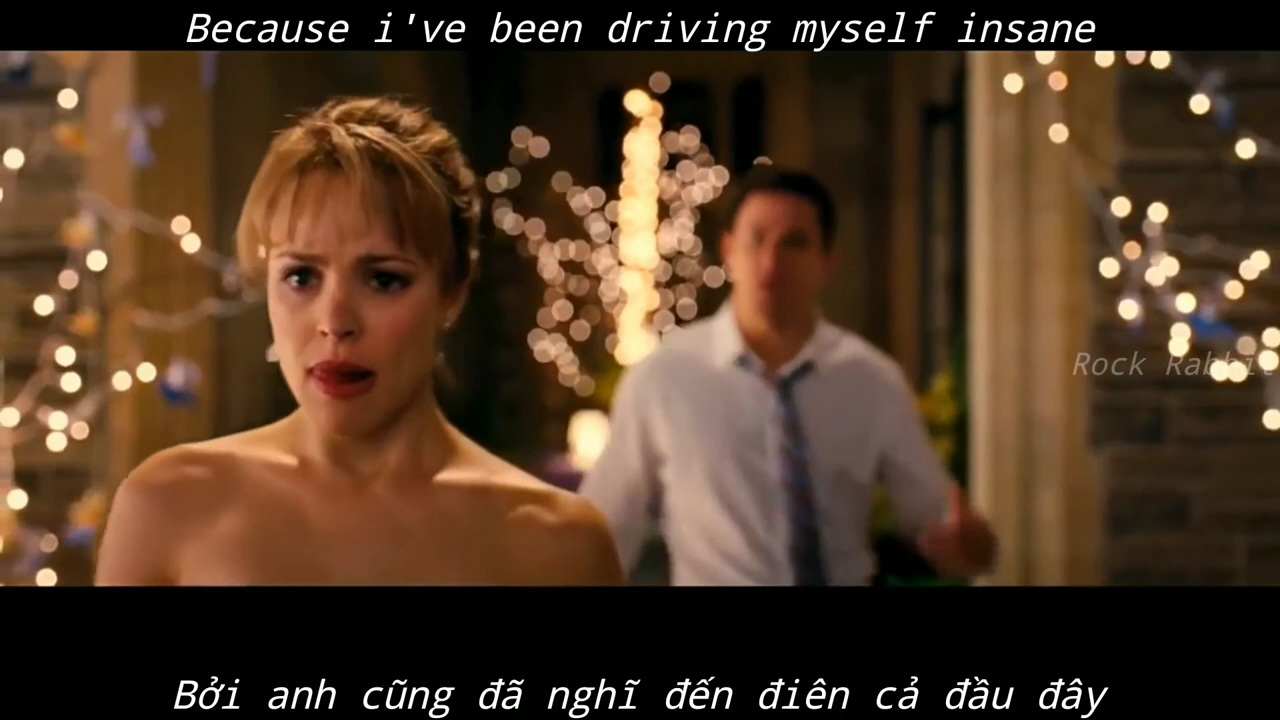 Because i've been driving myself insane
Rock Rabbit
Bởi anh cũng đã nghĩ đến điên cả đầu đây